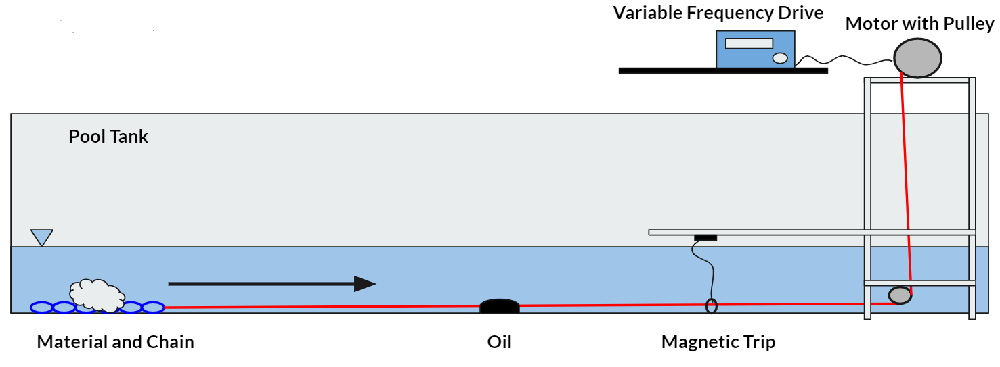 Variable Frequency Drive
Motor with Pulley
Pool Tank
Material and Chain
Oil
Magnetic Trip